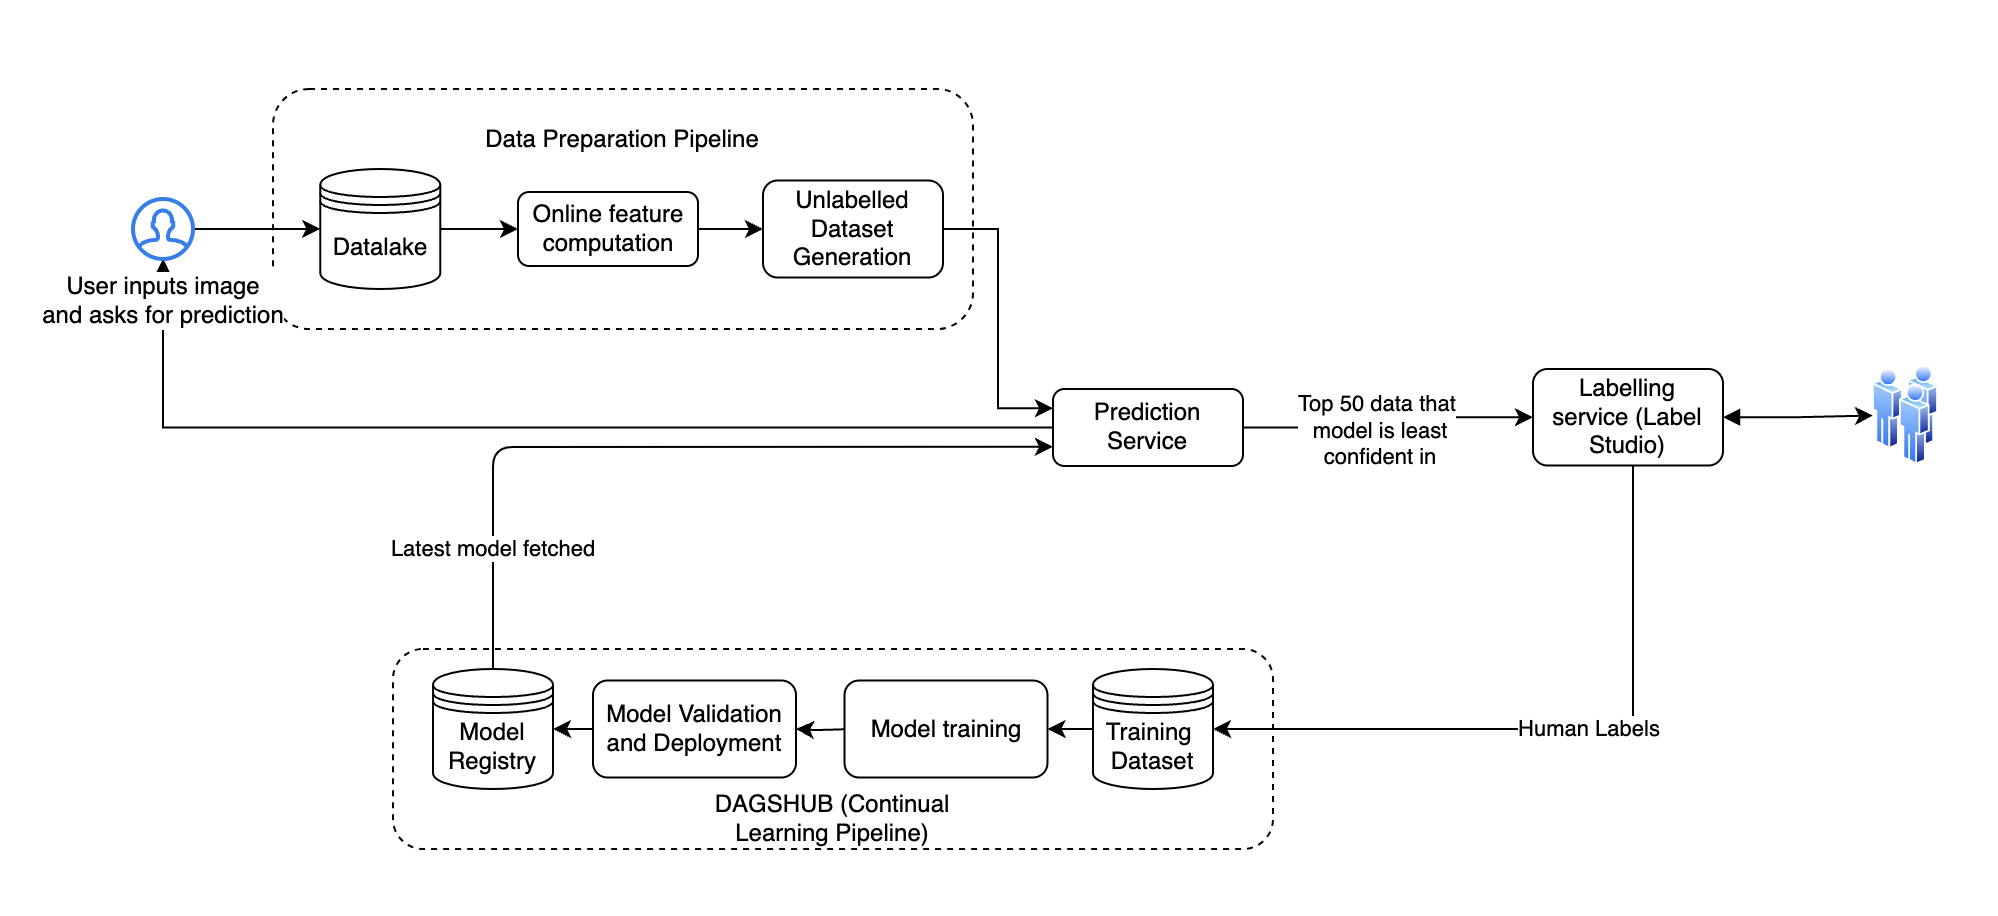 Data Preparation Pipeline
Datalake
Online feature
computation
Unlabelled
Dataset
Generation
User inputs image
and asks for prediction
Prediction
Service
Top 50 data that
model is least
confident in
Labelling
service (Label
Studio)
Latest model fetched
Model
Registry
Model Validation
and Deployment
Model training
Training
Dataset
Human Labels
DAGSHUB (Continual
Learning Pipeline)